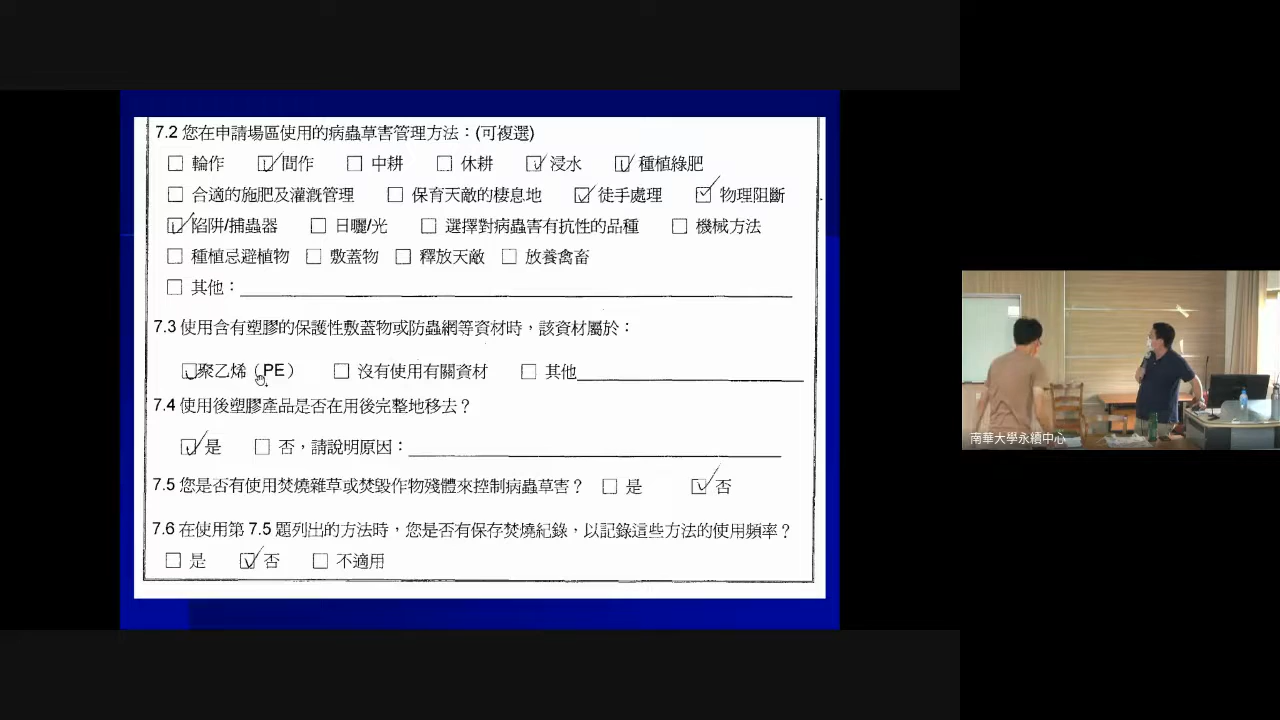 7.2 您在申請場區使用的病蟲草害管理方法：(可複選)
☐ 輪作 ☑ 間作 ☐ 中耕 ☐ 休耕 ☑ 浸水 ☑ 種植綠肥
☐ 合適的施肥及灌溉管理 ☐ 保育天敵的棲息地 ☑ 徒手處理 ☑ 物理阻斷
☑ 陷阱/捕蟲器 ☐ 日曬/光 ☐ 選擇對病蟲害有抗性的品種 ☐ 機械方法
☐ 種植忌避植物 ☐ 敷蓋物 ☐ 釋放天敵 ☐ 放養禽畜
☐ 其他：
7.3 使用含有塑膠的保護性敷蓋物或防蟲網等資材時，該資材屬於：
☑ 聚乙烯（PE） ☐ 沒有使用有關資材 ☐ 其他
7.4 使用後塑膠產品是否在用後完整地移去？
☑ 是 ☐ 否，請說明原因：
7.5 您是否有使用焚燒雜草或焚毀作物殘體來控制病蟲草害？ ☐ 是 ☑ 否
7.6 在使用第 7.5 題列出的方法時，您是否有保存焚燒紀錄，以記錄這些方法的使用頻率？
☐ 是 ☑ 否 ☐ 不適用
南華大學永續中心